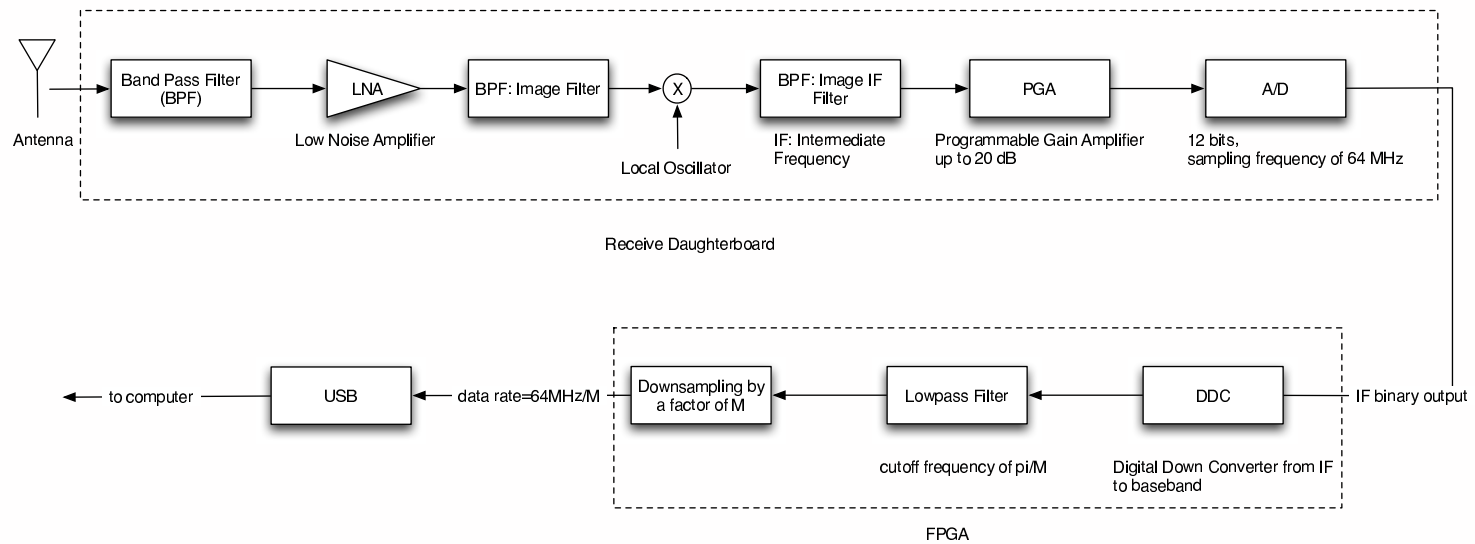 Antenna
Band Pass Filter
(BPF)
LNA
Low Noise Amplifier
BPF: Image Filter
X
Local Oscillator
BPF: Image IF
Filter
IF: Intermediate
Frequency
PGA
Programmable Gain Amplifier
up to 20 dB
A/D
12 bits,
sampling frequency of 64 MHz
Receive Daughterboard
to computer
USB
data rate=64MHz/M
Downsampling by
a factor of M
Lowpass Filter
cutoff frequency of pi/M
DDC
Digital Down Converter from IF
to baseband
IF binary output
FPGA